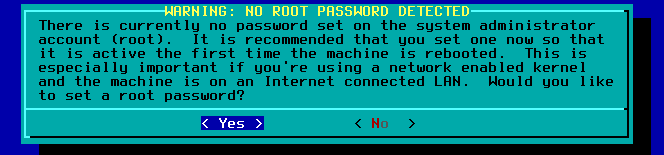 WARNING: NO ROOT PASSWORD DETECTED
There is currently no password set on the system administrator
account (root). It is recommended that you set one now so that
it is active the first time the machine is rebooted. This is
especially important if you're using a network enabled kernel
and the machine is on an Internet connected LAN. Would you like
to set a root password?
< Yes > < No >